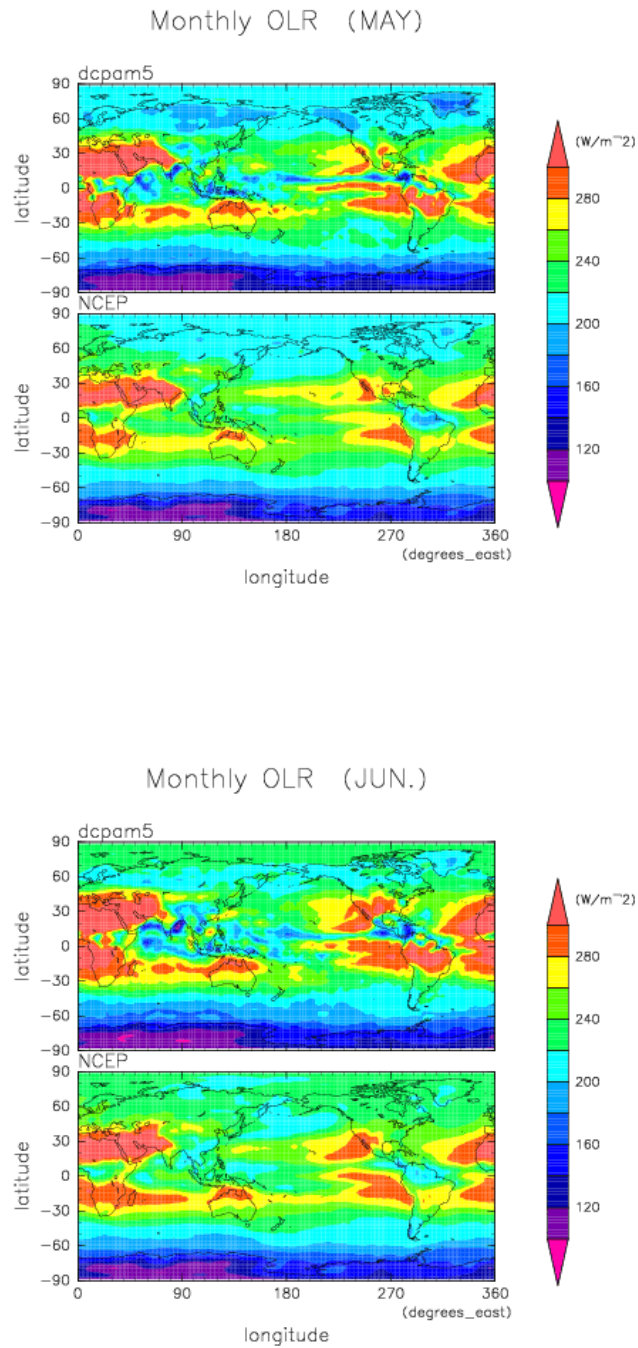 Monthly OLR (MAY)
dcpam5
90
60
30
0
−30
−60
−90
latitude
(W/m^2)
280
240
200
160
120
NCEP
90
60
30
0
−30
−60
−90
latitude
0 90 180 270 360
(degrees_east)
longitude
Monthly OLR (JUN.)
dcpam5
90
60
30
0
−30
−60
−90
latitude
(W/m^2)
280
240
200
160
120
NCEP
90
60
30
0
−30
−60
−90
latitude
0 90 180 270 360
(degrees_east)
longitude